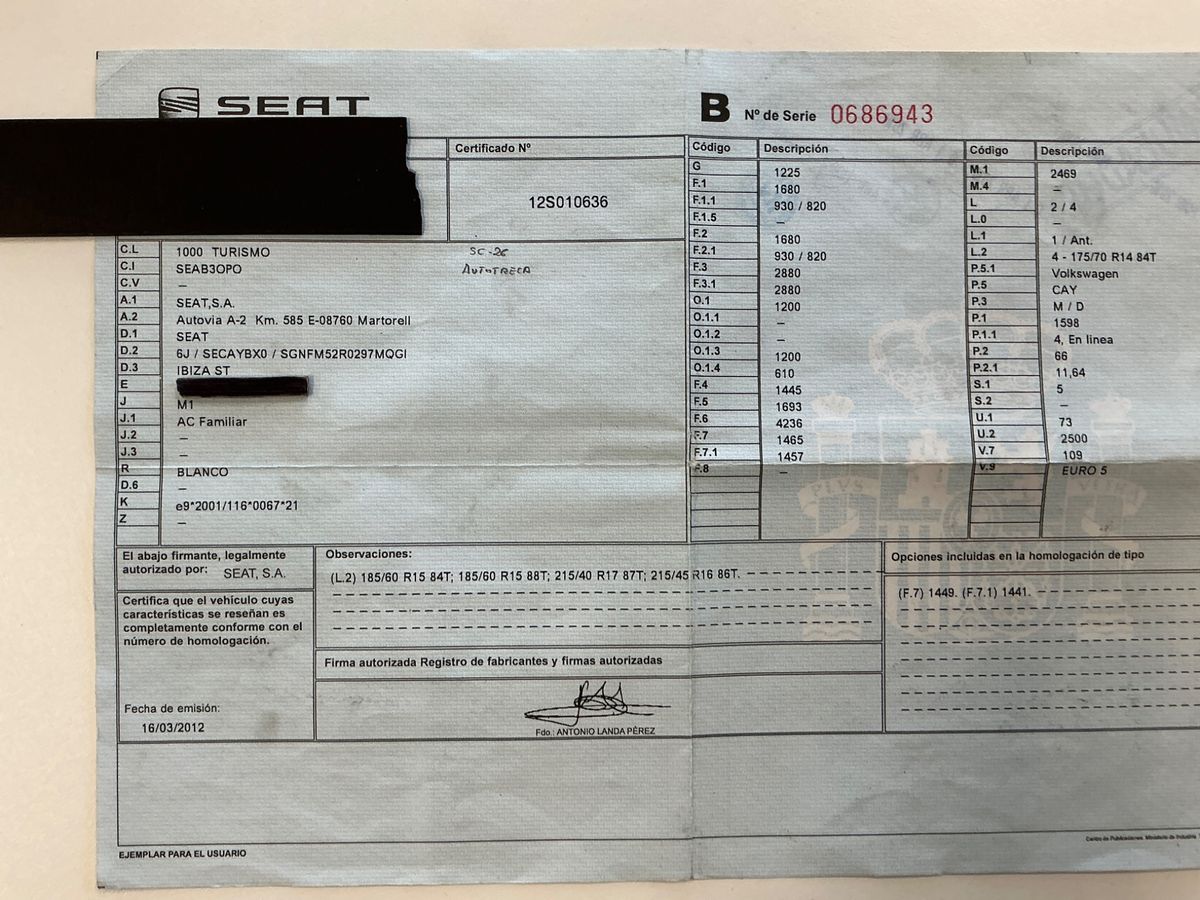 SEAT
B Nº de Serie 0686943
Certificado Nº
12S010636
C.L 1000 TURISMO
SC-2C
C.I SEAB3OPO
AUTOTRECA
C.V –
A.1 SEAT,S.A.
A.2 Autovia A-2 Km. 585 E-08760 Martorell
D.1 SEAT
D.2 6J / SECAYBX0 / SGNFM52R0297MQGI
D.3 IBIZA ST
E
J M1
J.1 AC Familiar
J.2 –
J.3 –
R BLANCO
D.6 –
K e9*2001/116*0067*21
Z –
Código Descripción
G 1225
F.1 1680
F.1.1 930 / 820
F.1.5 –
F.2 1680
F.2.1 930 / 820
F.3 2880
F.3.1 2880
O.1 1200
O.1.1 –
O.1.2 –
O.1.3 1200
O.1.4 610
F.4 1445
F.5 1693
F.6 4236
F.7 1465
F.7.1 1457
F.8 –
Código Descripción
M.1 2469
M.4 –
L 2 / 4
L.0 –
L.1 1 / Ant.
L.2 4 - 175/70 R14 84T
P.5.1 Volkswagen
P.5 CAY
P.3 M / D
P.1 1598
P.1.1 4, En linea
P.2 66
P.2.1 11,64
S.1 5
S.2 –
U.1 73
U.2 2500
V.7 109
V.9 EURO 5
El abajo firmante, legalmente
autorizado por: SEAT, S.A.
Certifica que el vehículo cuyas
características se reseñan es
completamente conforme con el
número de homologación.
Fecha de emisión:
16/03/2012
Observaciones:
(L.2) 185/60 R15 84T; 185/60 R15 88T; 215/40 R17 87T; 215/45 R16 86T.
Firma autorizada Registro de fabricantes y firmas autorizadas
Fdo.: ANTONIO LANDA PÉREZ
Opciones incluidas en la homologación de tipo
(F.7) 1449. (F.7.1) 1441.
PLVS
VLTRA
Centro de Publicaciones. Ministerio de Industria
EJEMPLAR PARA EL USUARIO